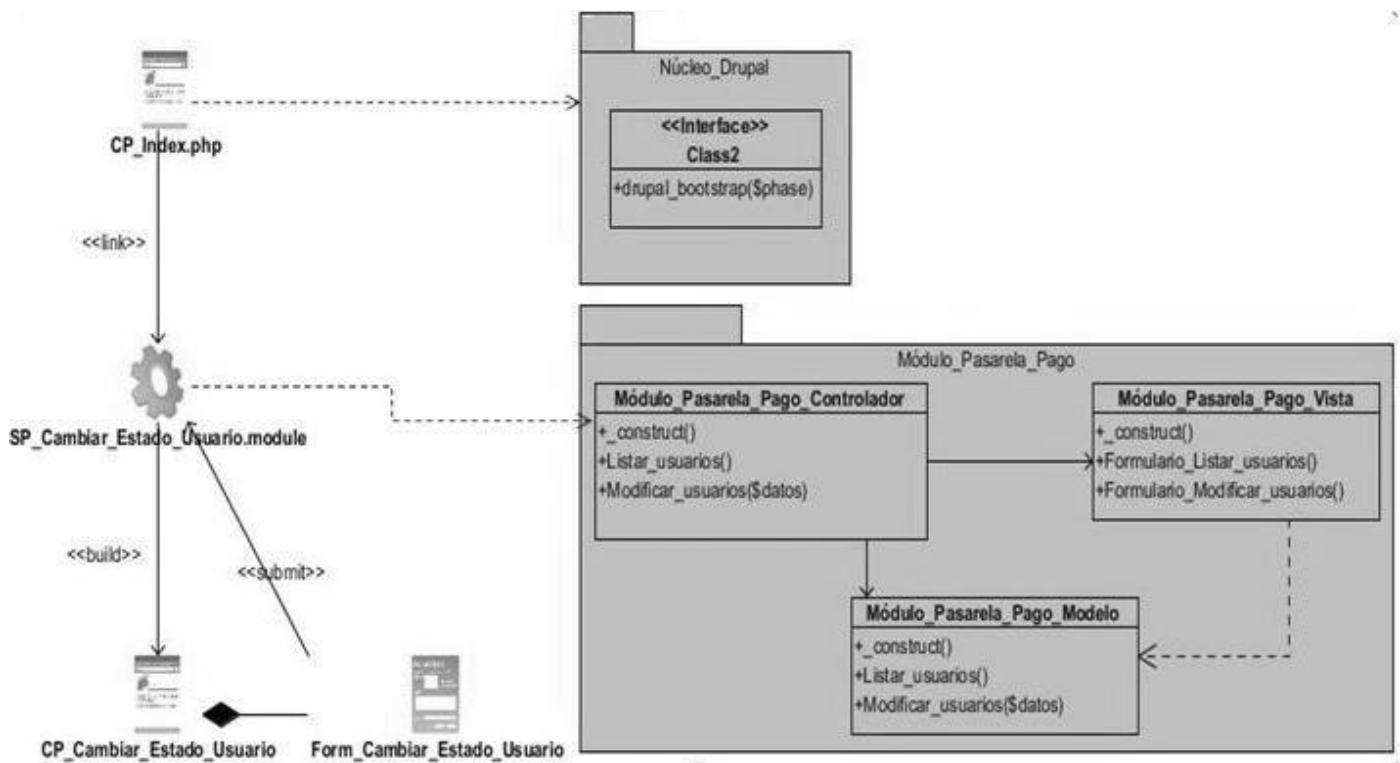 Núcleo_Drupal
<<Interface>>
Class2
+drupal_bootstrap($phase)
CP_Index.php
<<link>>
SP_Cambiar_Estado_Usuario.module
<<build>>
<<submit>>
CP_Cambiar_Estado_Usuario
Form_Cambiar_Estado_Usuario
Módulo_Pasarela_Pago
Módulo_Pasarela_Pago_Controlador
+_construct()
+Listar_usuarios()
+Modificar_usuarios($datos)
Módulo_Pasarela_Pago_Vista
+_construct()
+Formulario_Listar_usuarios()
+Formulario_Modificar_usuarios()
Módulo_Pasarela_Pago_Modelo
+_construct()
+Listar_usuarios()
+Modificar_usuarios($datos)